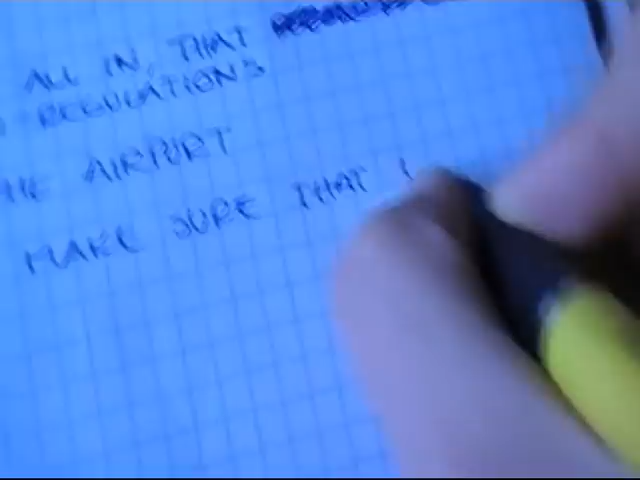 ALL IN, THAT
REGULATIONS
THE AIRPORT
MAKE SURE THAT I